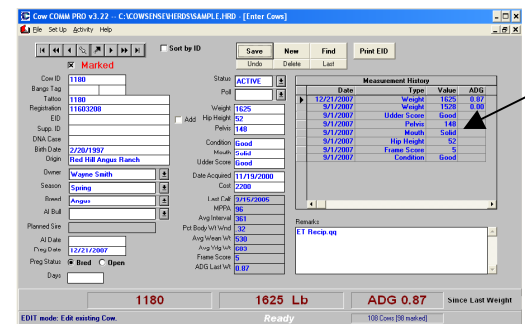 Cow COMM PRO v3.22 -- C:\COWSENSE\HERDS\SAMPLE.HRD - [Enter Cows]
File Set Up Activity Help
Sort by ID
Save New Find Print EID
Undo Delete Last
Marked
Cow ID 1180
Bangs Tag
Tattoo 1180
Registration 11603208
EID
Supp. ID
DNA Case
Birth Date 2/20/1997
Origin Red Hill Angus Ranch
Owner Wayne Smith
Season Spring
Breed Angus
AI Bull
Planned Sire
AI Date
Preg Date 12/21/2007
Preg Status Bred Open
Days
Add
Status ACTIVE
Poll
Weight 1625
Hip Height 52
Pelvis 148
Condition Good
Mouth Solid
Udder Score Good
Date Acquired 11/19/2000
Cost 2200
Last Calf 2/15/2005
MPPA 96
Avg Interval 361
Pct Body Wt Wnd .32
Avg Wean Wt 530
Avg Ylg Wt 603
Frame Score 5
ADG Last Wt 0.87
Measurement History
Date Type Value ADG
12/21/2007 Weight 1625 0.87
9/1/2007 Weight 1528 0.00
9/1/2007 Udder Score Good
9/1/2007 Pelvis 148
9/1/2007 Mouth Solid
9/1/2007 Hip Height 52
9/1/2007 Frame Score 5
9/1/2007 Condition Good
Remarks
ET Recip.qq
1180 1625 Lb ADG 0.87 Since Last Weight
EDIT mode: Edit existing Cow. Ready 108 Cows [98 marked]